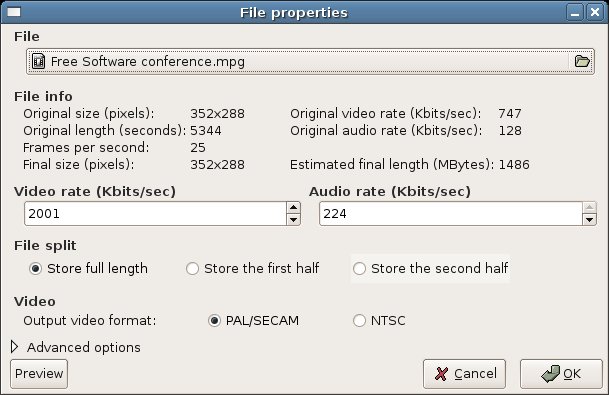 File properties
File
Free Software conference.mpg
File info
Original size (pixels): 352x288 Original video rate (Kbits/sec): 747
Original length (seconds): 5344 Original audio rate (Kbits/sec): 128
Frames per second: 25
Final size (pixels): 352x288 Estimated final length (MBytes): 1486
Video rate (Kbits/sec) Audio rate (Kbits/sec)
2001 224
File split
Store full length Store the first half Store the second half
Video
Output video format: PAL/SECAM NTSC
Advanced options
Preview Cancel OK